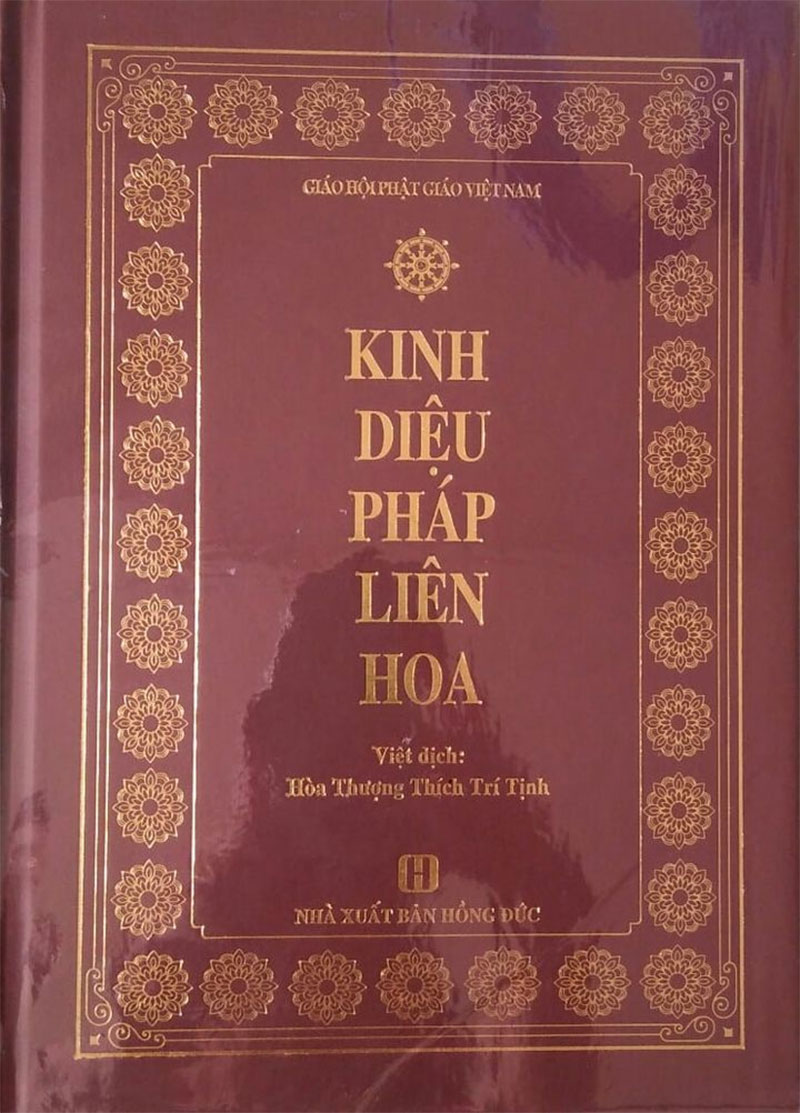 GIÁO HỘI PHẬT GIÁO VIỆT NAM
KINH
DIỆU
PHÁP
LIÊN
HOA
Việt dịch:
Hòa Thượng Thích Trí Tịnh
NHÀ XUẤT BẢN HỒNG ĐỨC